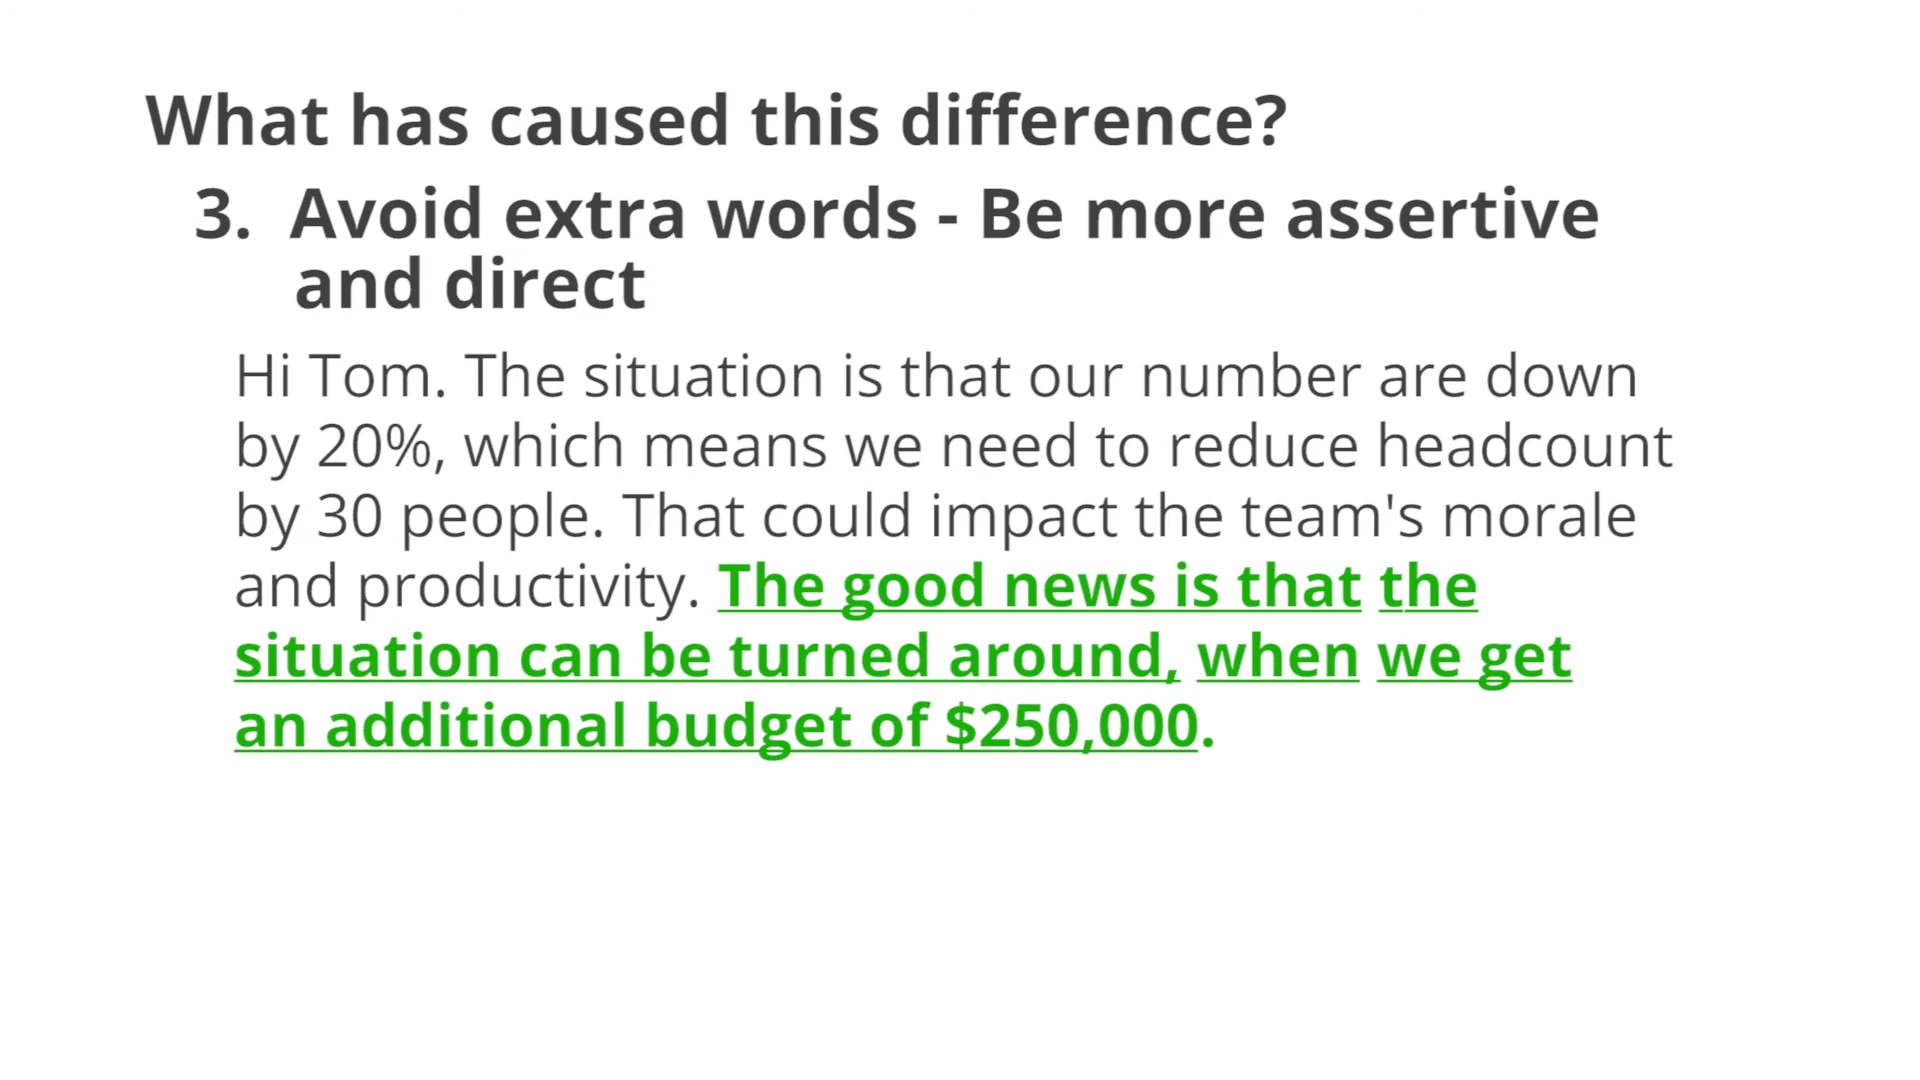 What has caused this difference?
3. Avoid extra words - Be more assertive
and direct
Hi Tom. The situation is that our number are down
by 20%, which means we need to reduce headcount
by 30 people. That could impact the team's morale
and productivity. The good news is that the
situation can be turned around, when we get
an additional budget of $250,000.